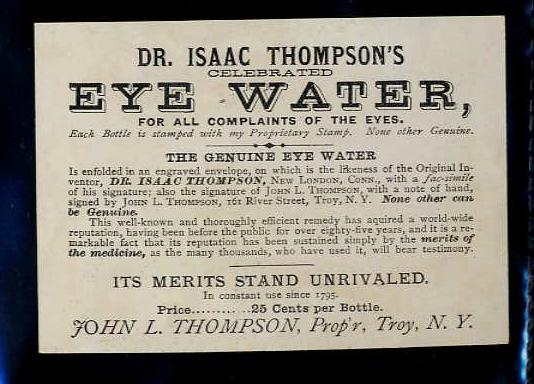 DR. ISAAC THOMPSON'S
CELEBRATED
EYE WATER,
FOR ALL COMPLAINTS OF THE EYES.
Each Bottle is stamped with my Proprietary Stamp. None other Genuine.
THE GENUINE EYE WATER
Is enfolded in an engraved envelope, on which is the likeness of the Original In-
ventor, DR. ISAAC THOMPSON, NEW LONDON, CONN., with a fac-simile
of his signature; also the signature of JOHN L. THOMPSON, with a note of hand,
signed by JOHN L. THOMPSON, 161 River Street, Troy, N. Y. None other can
be Genuine.
This well-known and thoroughly efficient remedy has aquired a world-wide
reputation, having been before the public for over eighty-five years, and it is a re-
markable fact that its reputation has been sustained simply by the merits of
the medicine, as the many thousands, who have used it, will bear testimony.
ITS MERITS STAND UNRIVALED.
In constant use since 1795.
Price..........25 Cents per Bottle.
JOHN L. THOMPSON, Prop'r, Troy, N. Y.